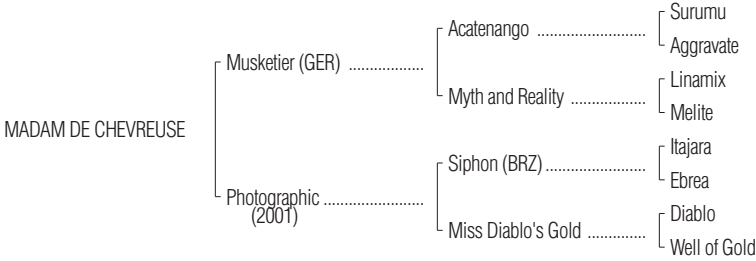 Surumu
Acatenango ..........................
Aggravate
Musketier (GER) ..................
Linamix
Myth and Reality ..................
Melite
MADAM DE CHEVREUSE
Itajara
Siphon (BRZ) ........................
Ebrea
Photographic ........................
(2001)
Diablo
Miss Diablo's Gold ..............
Well of Gold